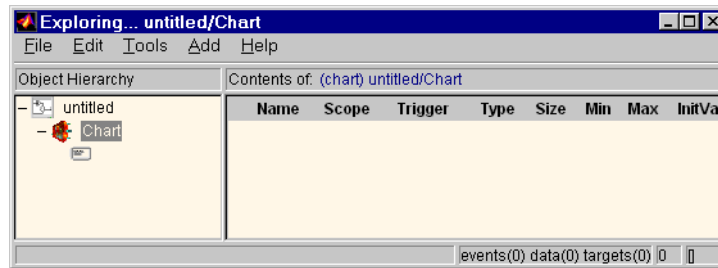 Exploring... untitled/Chart
File Edit Tools Add Help
Object Hierarchy Contents of: (chart) untitled/Chart
untitled Name Scope Trigger Type Size Min Max InitVa
Chart
events(0) data(0) targets(0) 0 []